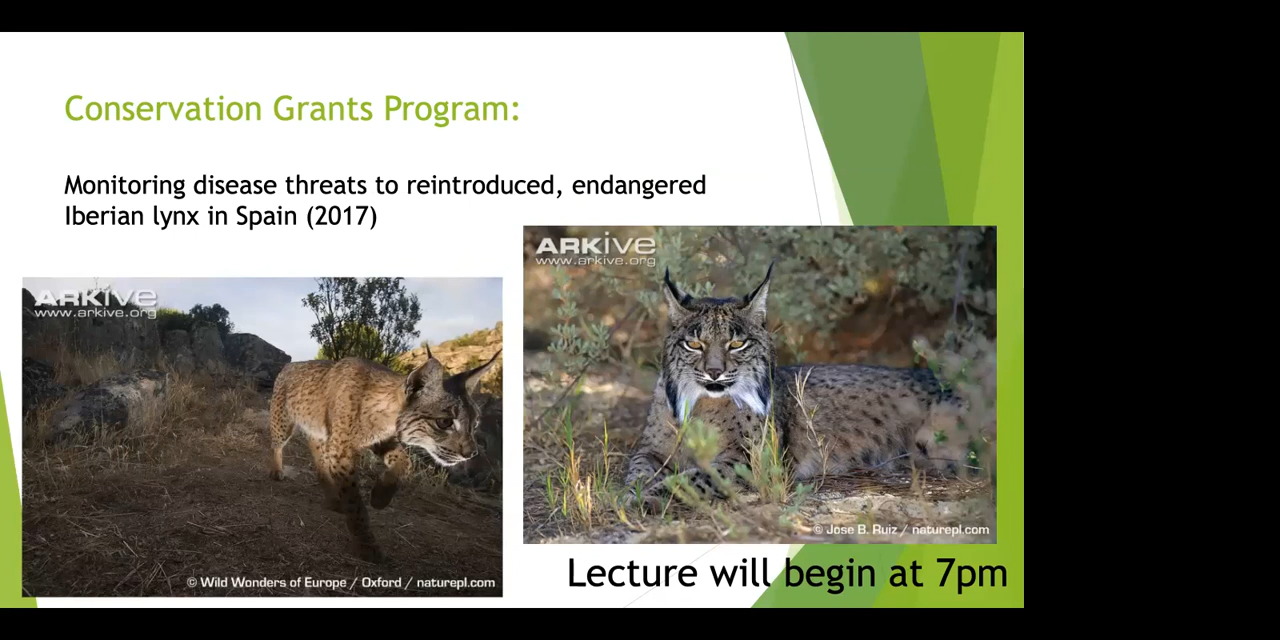 Conservation Grants Program:
Monitoring disease threats to reintroduced, endangered
Iberian lynx in Spain (2017)
ARKIVE
www.arkive.org
© Wild Wonders of Europe / Oxford / naturepl.com
ARKIVE
www.arkive.org
© Jose B. Ruiz / naturepl.com
Lecture will begin at 7pm